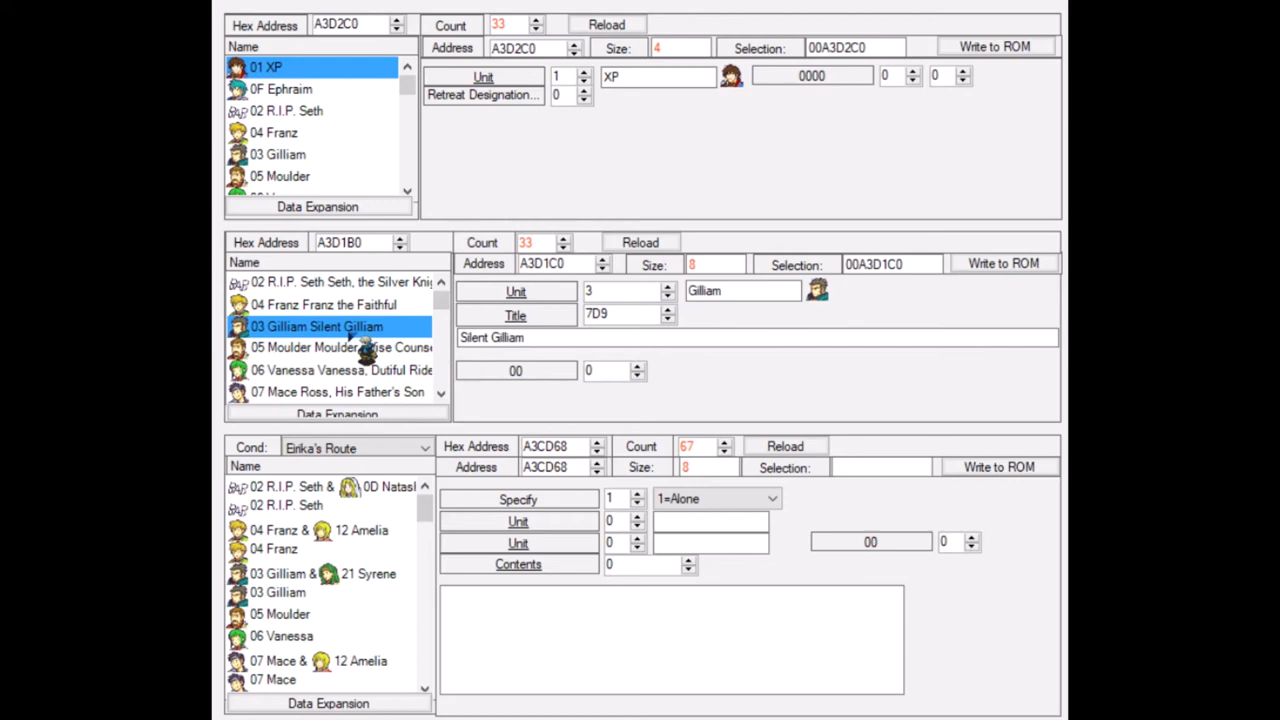 Hex Address A3D2C0 Count 33 Reload
Name Address A3D2C0 Size: 4 Selection: 00A3D2C0 Write to ROM
01 XP Unit 1 XP 0000 0 0
0F Ephraim Retreat Designation... 0
02 R.I.P. Seth
04 Franz
03 Gilliam
05 Moulder
Data Expansion
Hex Address A3D1B0 Count 33 Reload
Name Address A3D1C0 Size: 8 Selection: 00A3D1C0 Write to ROM
02 R.I.P. Seth Seth, the Silver Knig
04 Franz Franz the Faithful
03 Gilliam Silent Gilliam
05 Moulder Moulder
06 Vanessa Vanessa, Dutiful Ride
07 Mace Ross, His Father's Son
Unit 3 Gilliam
Title 7D9
Silent Gilliam
00 0
Data Expansion
Cond: Eirika's Route Hex Address A3CD68 Count 67 Reload
Name Address A3CD68 Size: 8 Selection: Write to ROM
02 R.I.P. Seth & 0D Natasl
02 R.I.P. Seth
04 Franz & 12 Amelia
04 Franz
03 Gilliam & 21 Syrene
03 Gilliam
05 Moulder
06 Vanessa
07 Mace & 12 Amelia
07 Mace
Specify 1 1=Alone
Unit 0
Unit 0 00 0
Contents 0
Data Expansion